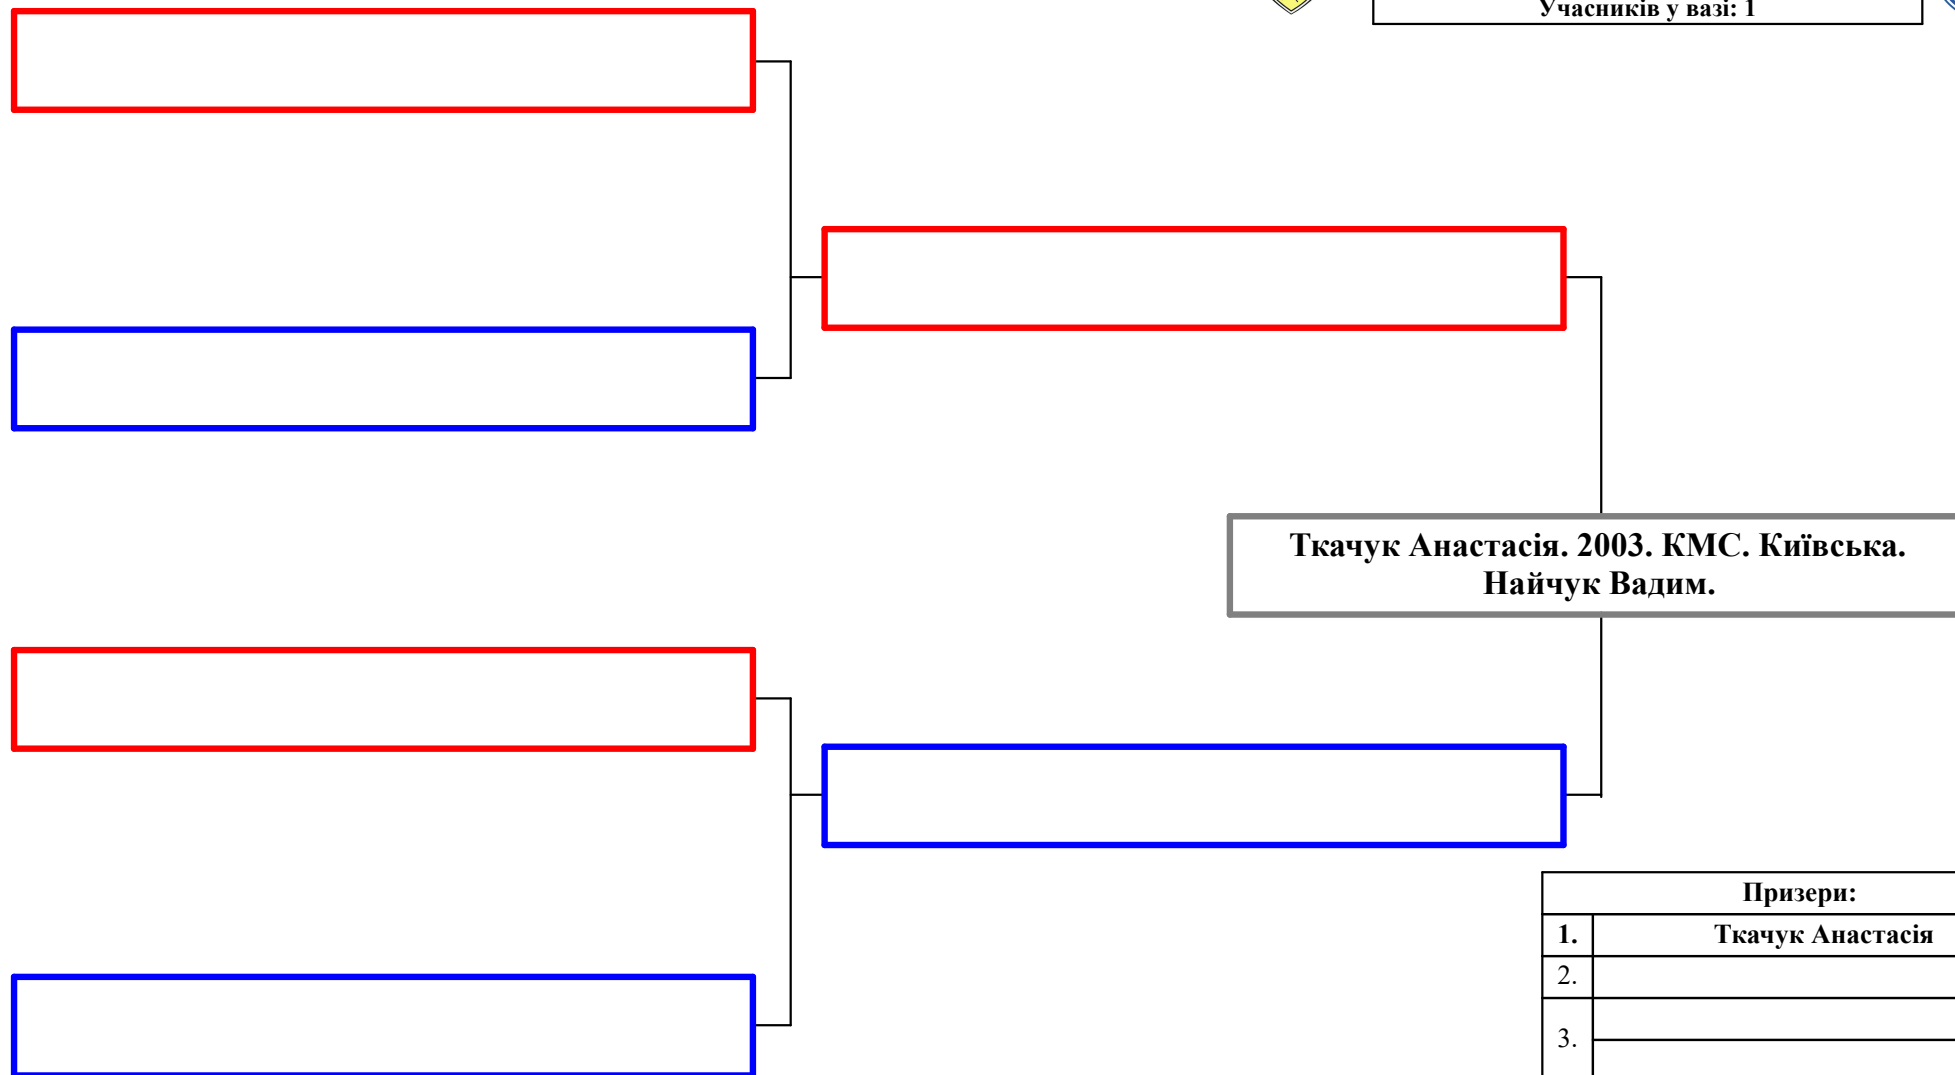 Учасників у вазі: 1
Ткачук Анастасія. 2003. КМС. Київська.
Найчук Вадим.
Призери:
1. Ткачук Анастасія
2.
3.